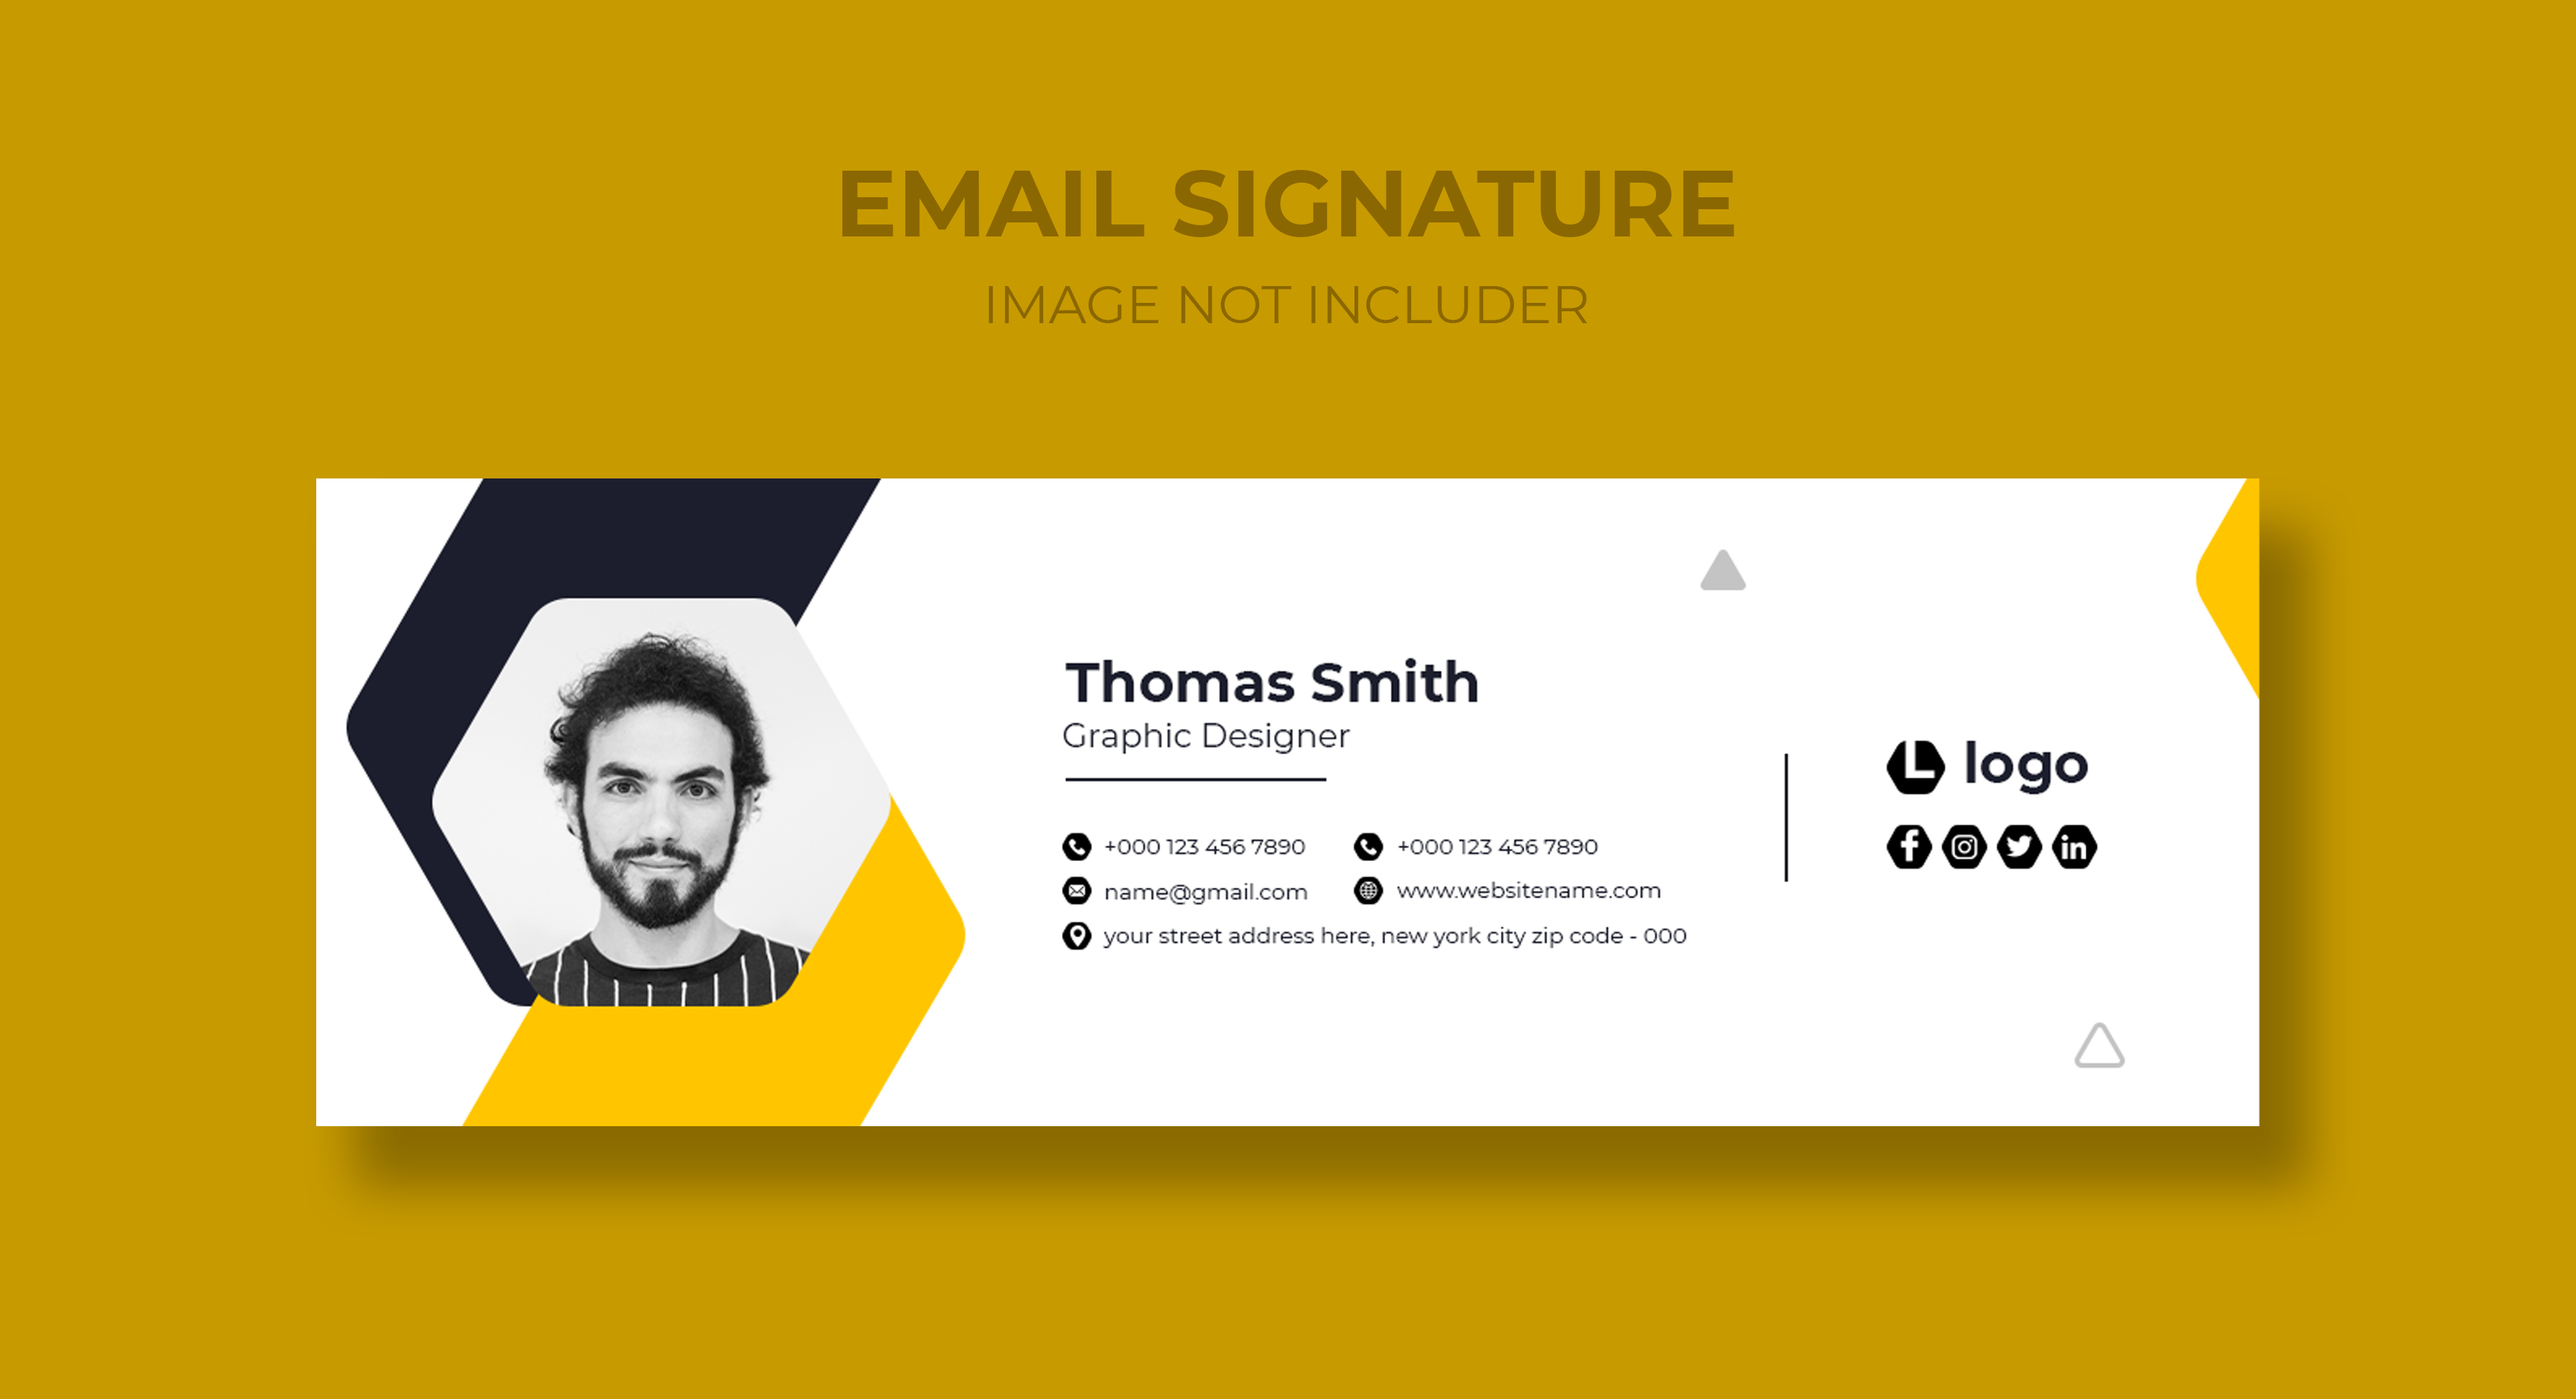 EMAIL SIGNATURE
IMAGE NOT INCLUDER
Thomas Smith
Graphic Designer
+000 123 456 7890
+000 123 456 7890
name@gmail.com
www.websitename.com
your street address here, new york city zip code - 000
L logo
f
in